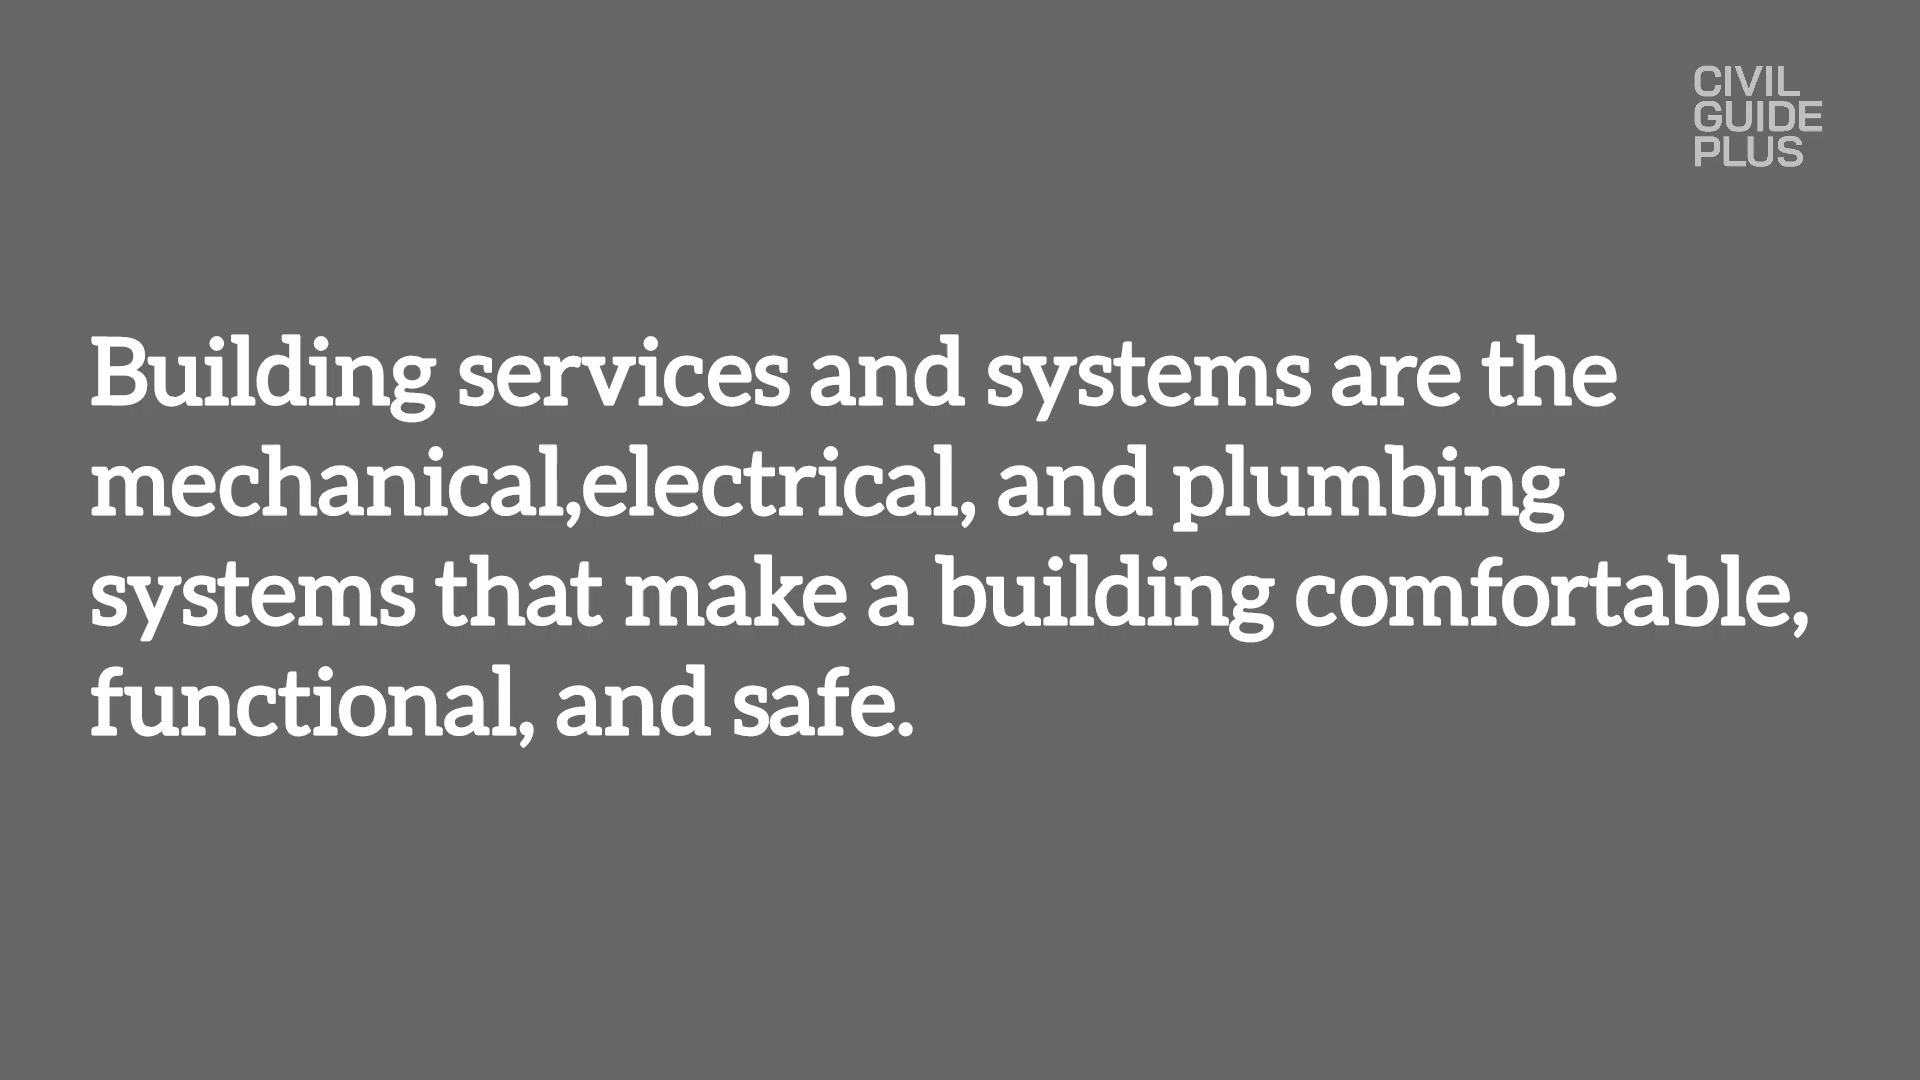 CIVIL
GUIDE
PLUS
Building services and systems are the
mechanical,electrical, and plumbing
systems that make a building comfortable,
functional, and safe.